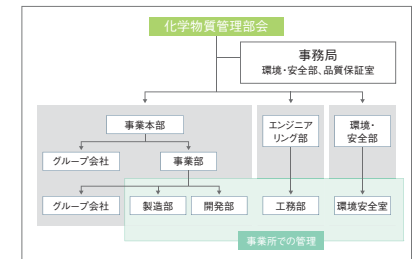 化学物質管理部会
事務局
環境・安全部、品質保証室
事業本部
エンジニア
リング部
環境・
安全部
グループ会社
事業部
グループ会社
製造部
開発部
工務部
環境安全室
事業所での管理